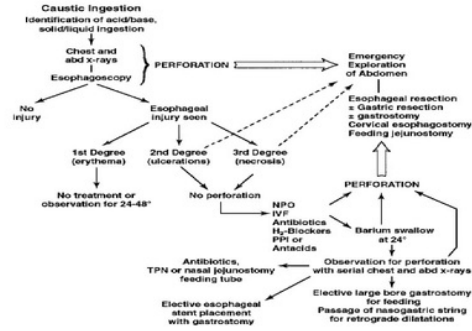 Caustic Ingestion
Identification of acid/base,
solid/liquid ingestion
Chest and
abd x-rays
Esophagoscopy
PERFORATION
Emergency
Exploration
of Abdomen
Esophageal resection
± Gastric resection
± gastrostomy
Cervical esophagostomy
Feeding jejunostomy
No
injury
Esophageal
injury seen
1st Degree
(erythema)
2nd Degree
(ulcerations)
3rd Degree
(necrosis)
No treatment or
observation for 24-48°
No perforation
NPO
IVF
Antibiotics
H₂-Blockers
PPI or
Antacids
PERFORATION
Barium swallow
at 24°
Observation for perforation
with serial chest and abd x-rays
Antibiotics,
TPN or nasal jejunostomy
feeding tube
Elective esophageal
stent placement
with gastrostomy
Elective large bore gastrostomy
for feeding
Passage of nasogastric string
for retrograde dilatations